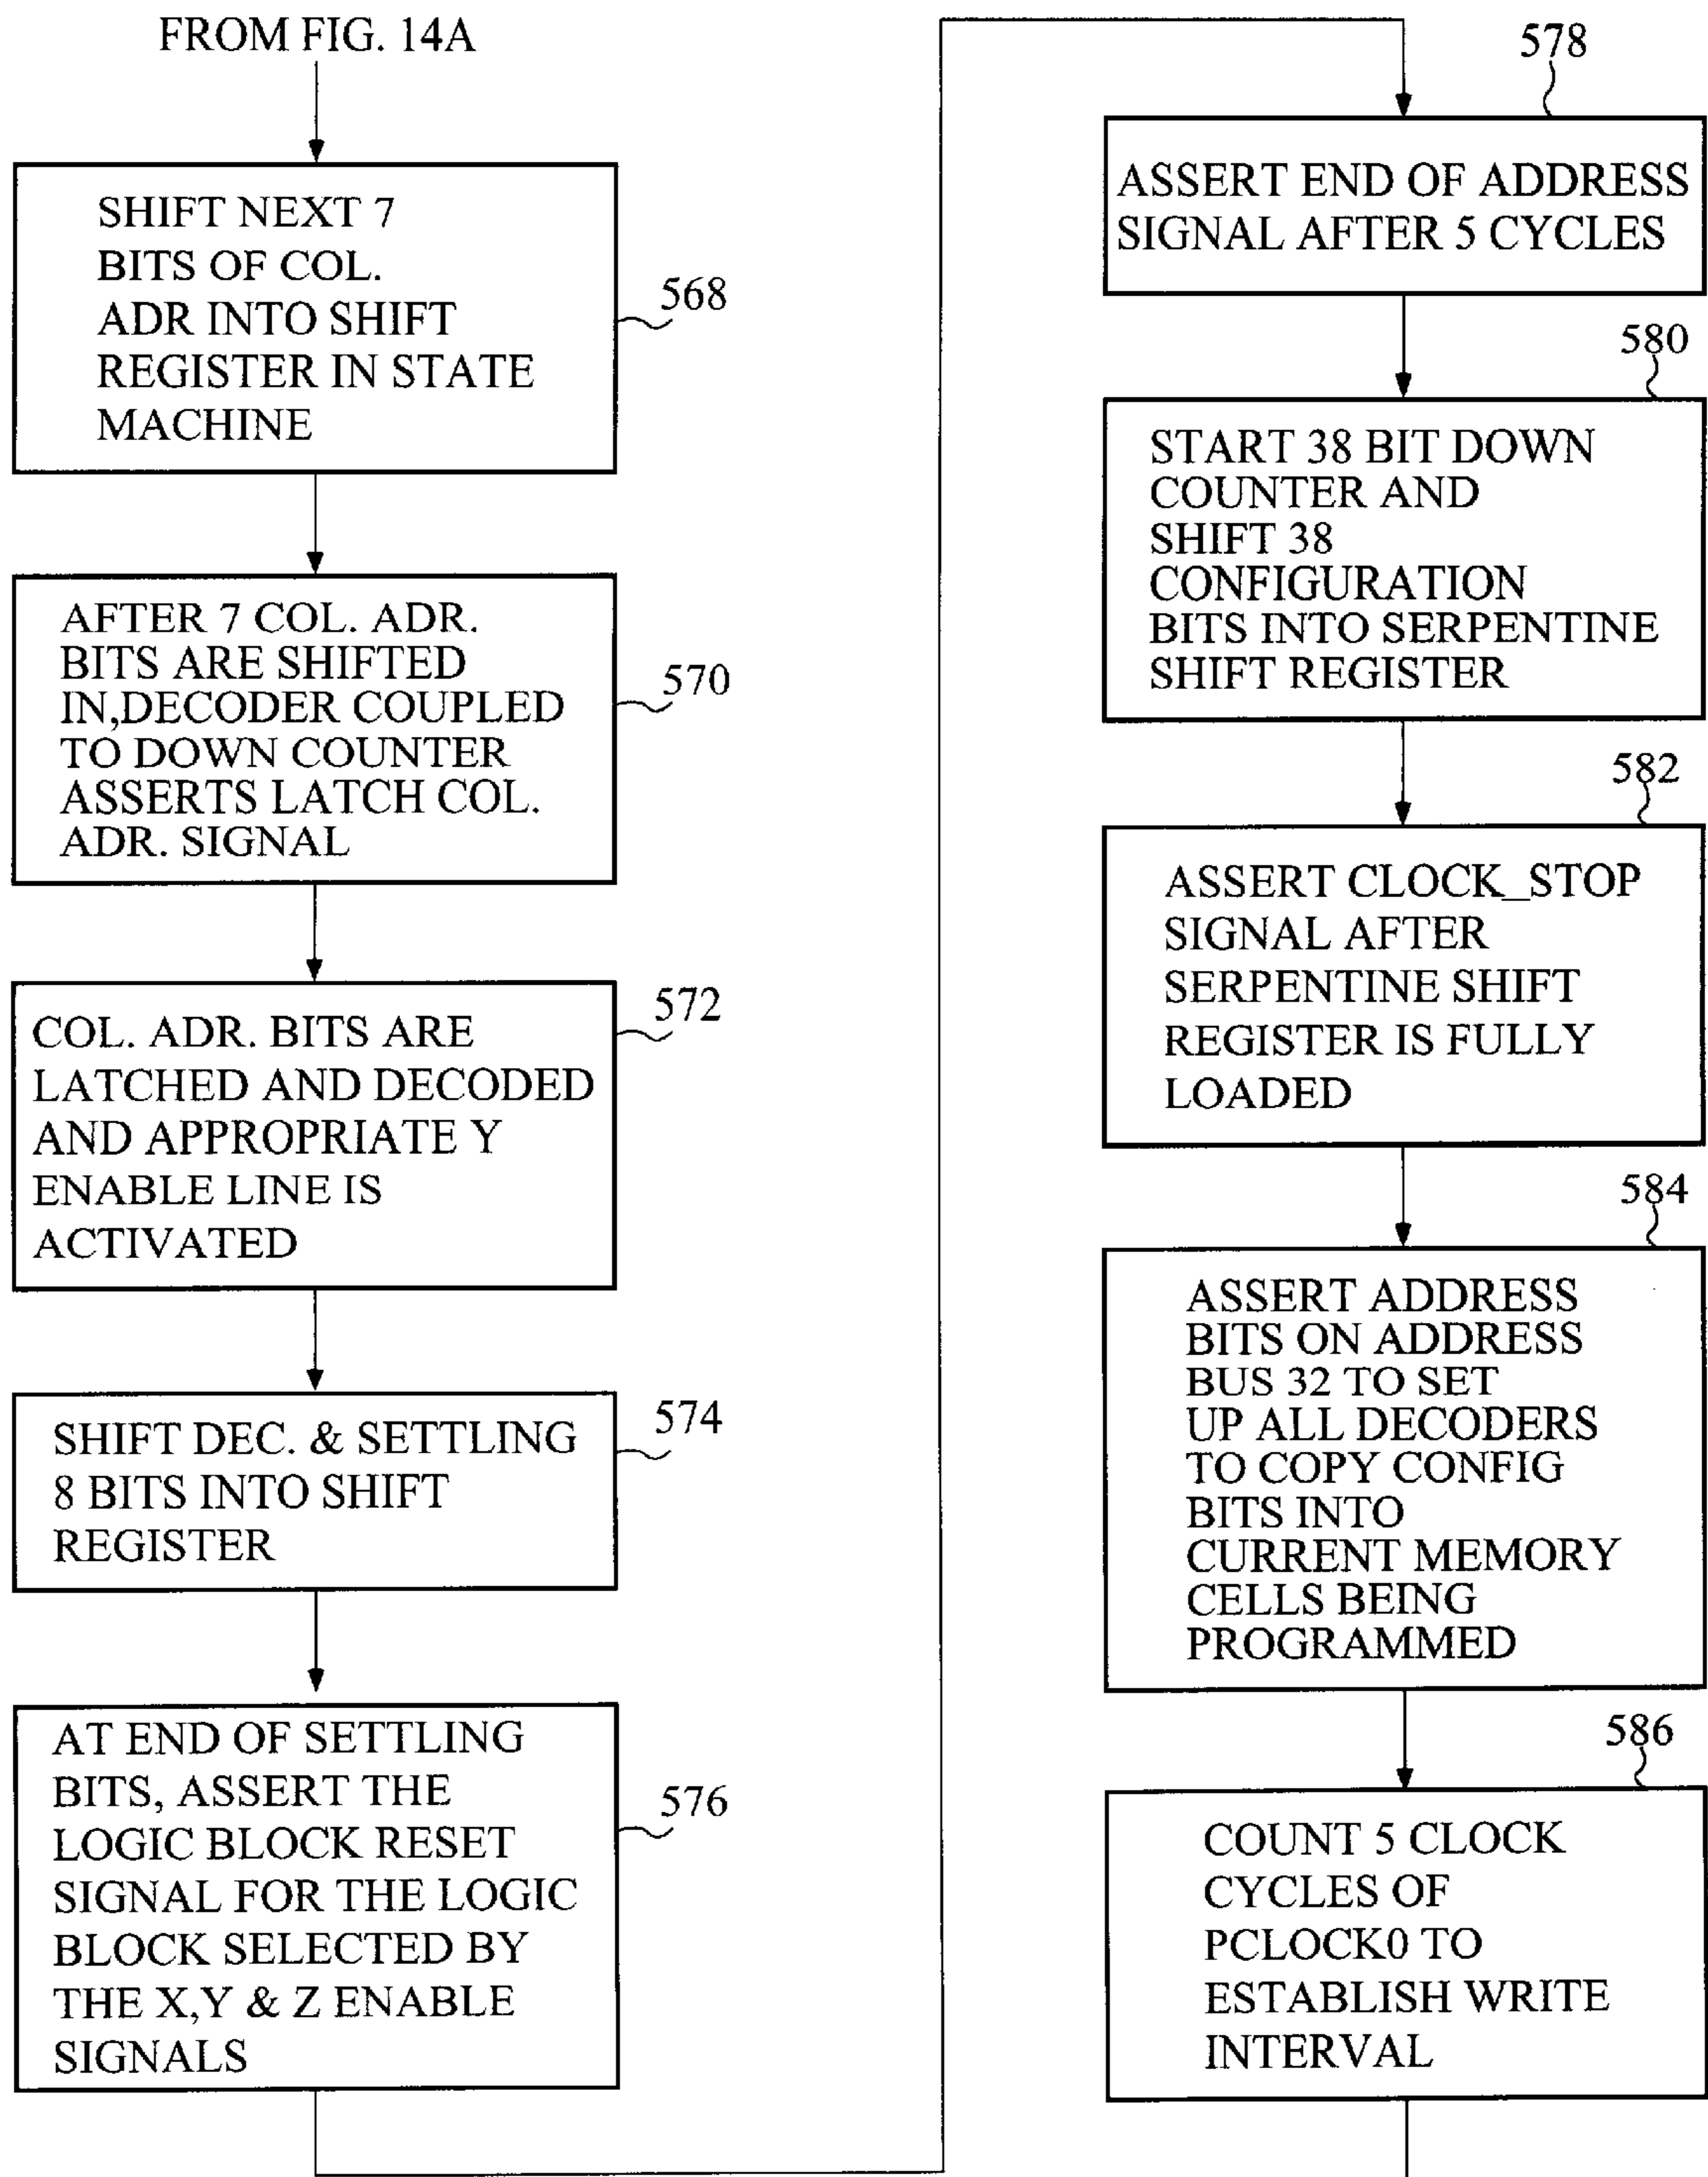 FROM FIG. 14A
SHIFT NEXT 7
BITS OF COL.
ADR INTO SHIFT
REGISTER IN STATE
MACHINE
568
AFTER 7 COL. ADR.
BITS ARE SHIFTED
IN,DECODER COUPLED
TO DOWN COUNTER
ASSERTS LATCH COL.
ADR. SIGNAL
570
COL. ADR. BITS ARE
LATCHED AND DECODED
AND APPROPRIATE Y
ENABLE LINE IS
ACTIVATED
572
SHIFT DEC. & SETTLING
8 BITS INTO SHIFT
REGISTER
574
AT END OF SETTLING
BITS, ASSERT THE
LOGIC BLOCK RESET
SIGNAL FOR THE LOGIC
BLOCK SELECTED BY
THE X,Y & Z ENABLE
SIGNALS
576
578
ASSERT END OF ADDRESS
SIGNAL AFTER 5 CYCLES
580
START 38 BIT DOWN
COUNTER AND
SHIFT 38
CONFIGURATION
BITS INTO SERPENTINE
SHIFT REGISTER
582
ASSERT CLOCK_STOP
SIGNAL AFTER
SERPENTINE SHIFT
REGISTER IS FULLY
LOADED
584
ASSERT ADDRESS
BITS ON ADDRESS
BUS 32 TO SET
UP ALL DECODERS
TO COPY CONFIG
BITS INTO
CURRENT MEMORY
CELLS BEING
PROGRAMMED
586
COUNT 5 CLOCK
CYCLES OF
PCLOCK0 TO
ESTABLISH WRITE
INTERVAL